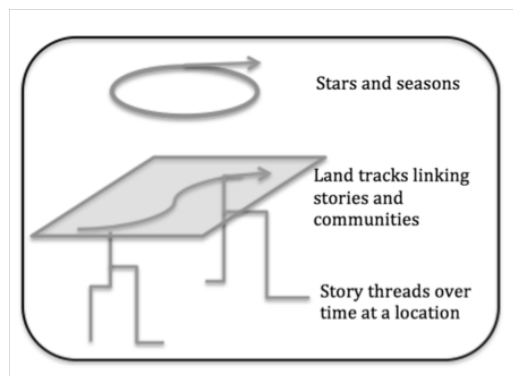 Stars and seasons
Land tracks linking
stories and
communities
Story threads over
time at a location